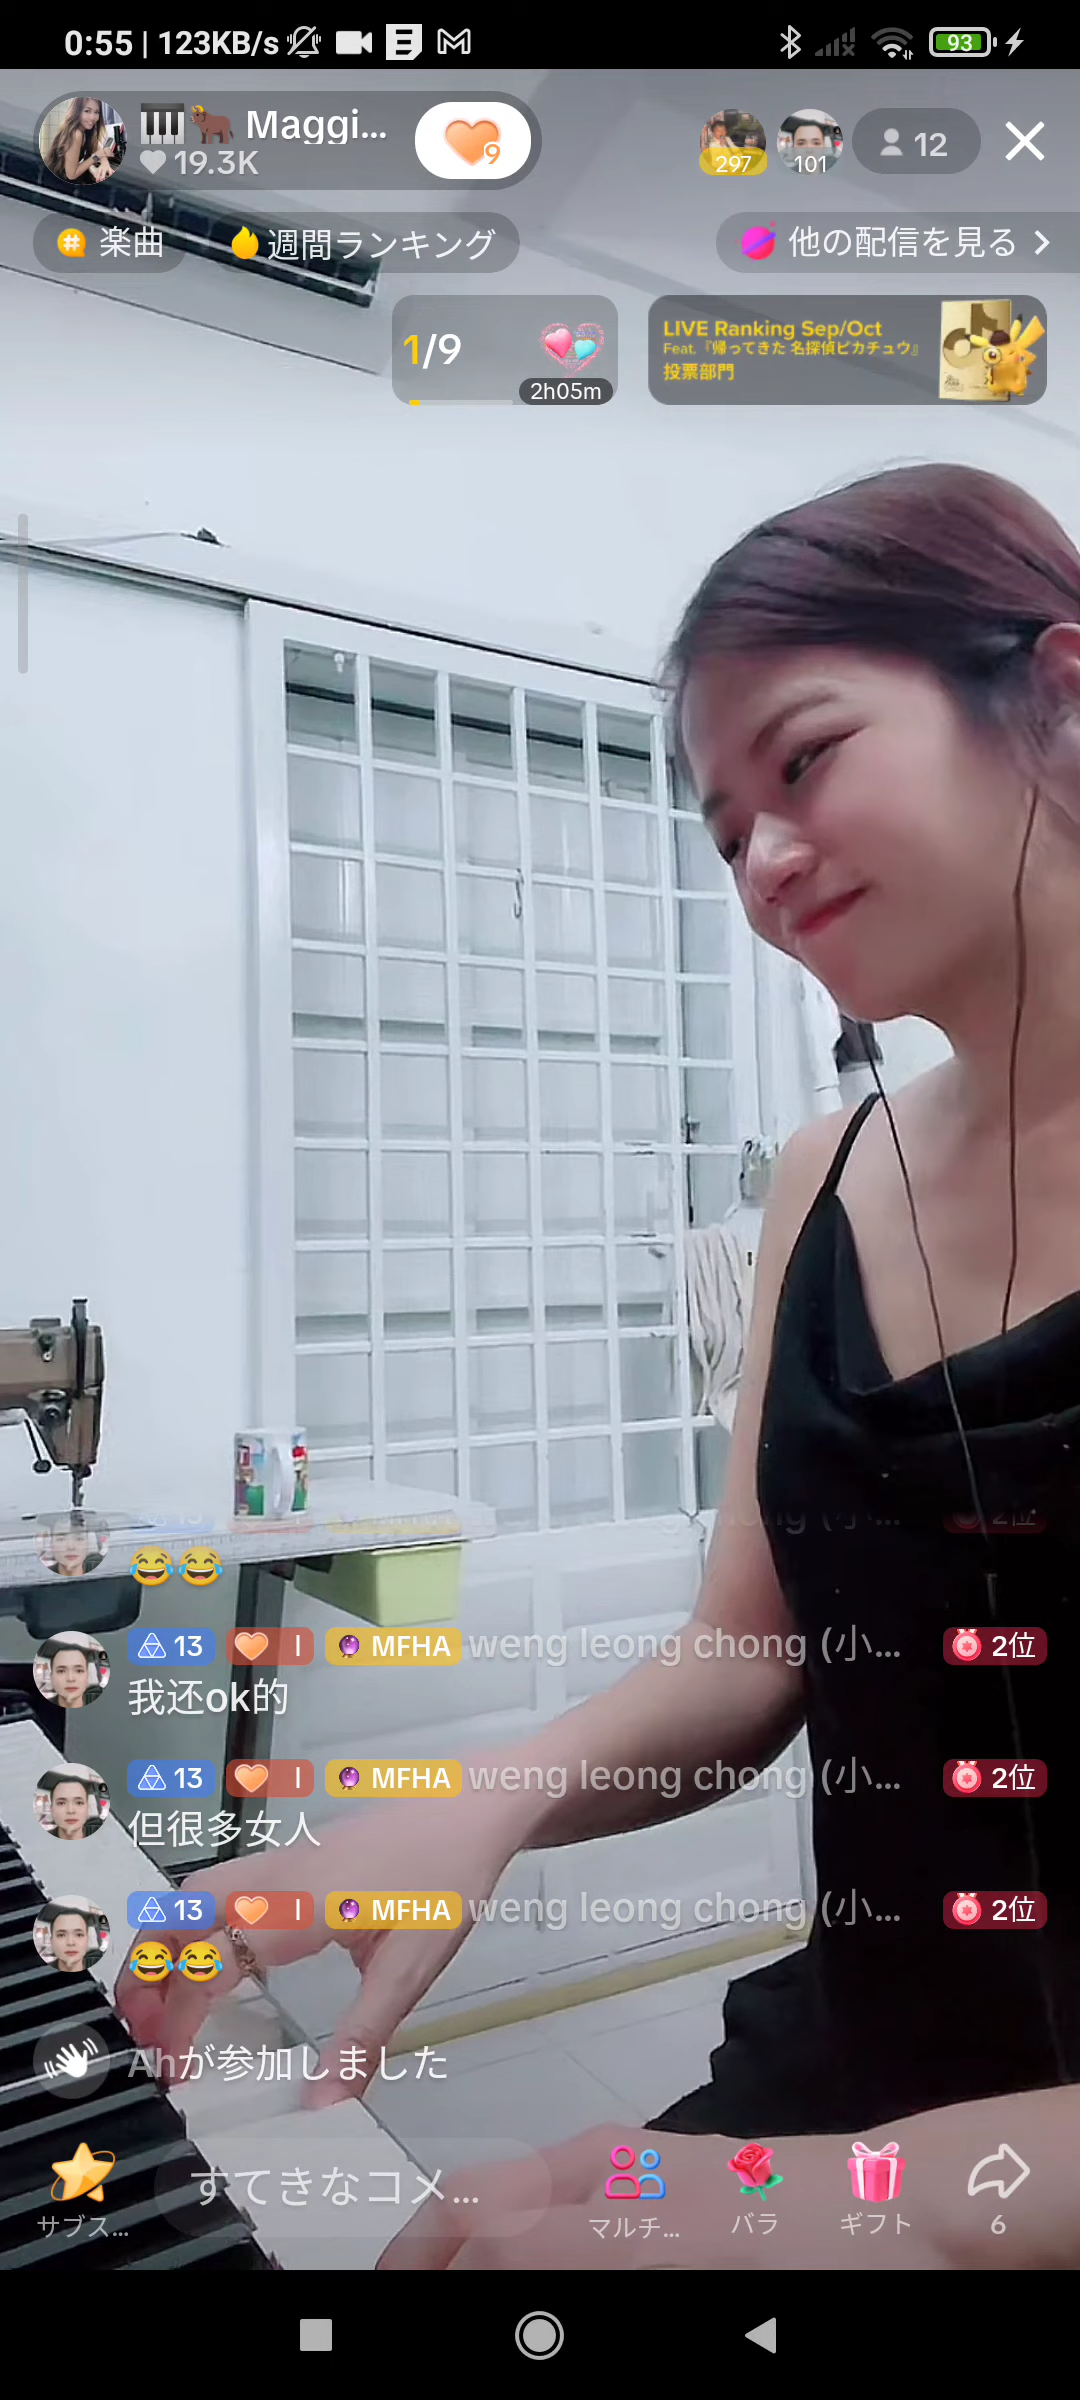 0:55 | 123KB/s
93
Maggi...
19.3K
9
297
101
12
楽曲
週間ランキング
他の配信を見る
1/9
2h05m
LIVE Ranking Sep/Oct
Feat.『帰ってきた 名探偵ピカチュウ』
投票部門
😂😂
13 I MFHA weng leong chong (小... 2位
我还ok的
13 I MFHA weng leong chong (小... 2位
但很多女人
13 I MFHA weng leong chong (小... 2位
😂😂
Ahが参加しました
サブス...
すてきなコメ...
マルチ...
バラ
ギフト
6